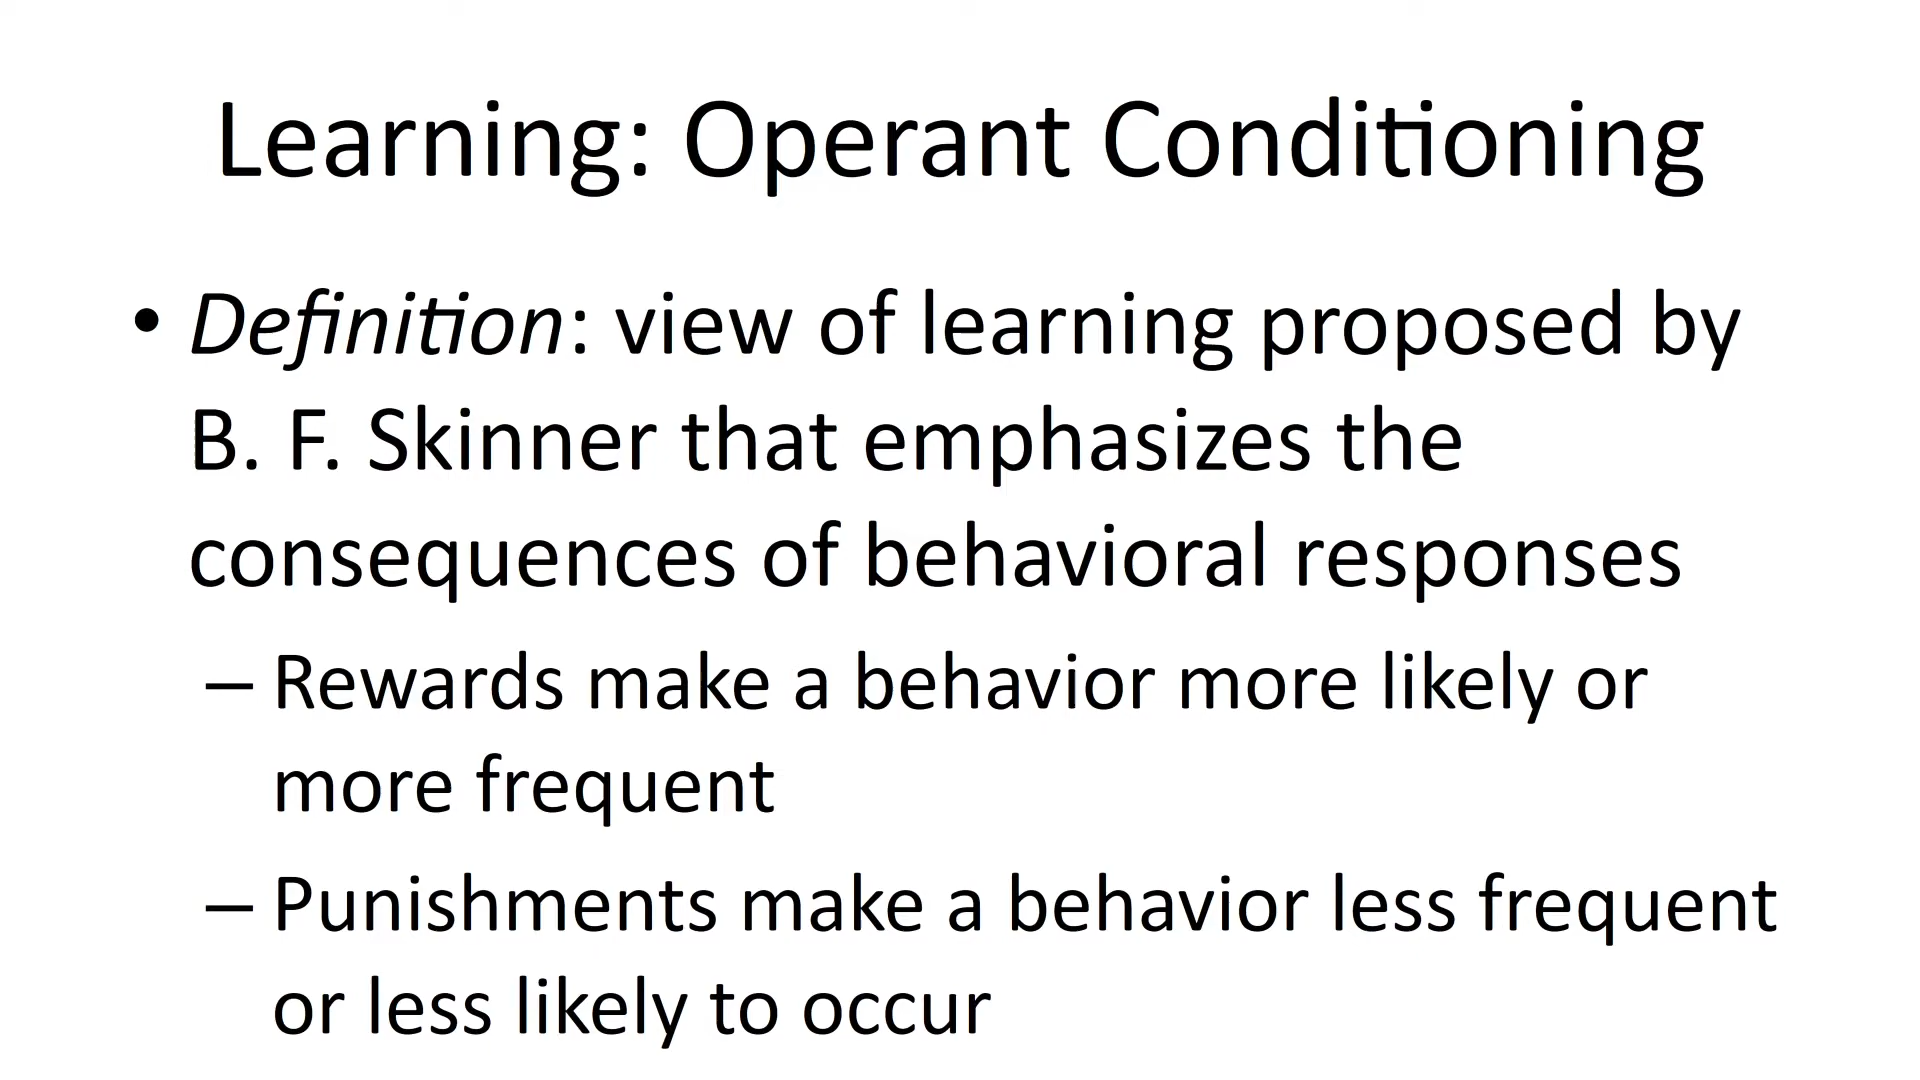 Learning: Operant Conditioning
• Definition: view of learning proposed by
B. F. Skinner that emphasizes the
consequences of behavioral responses
– Rewards make a behavior more likely or
more frequent
– Punishments make a behavior less frequent
or less likely to occur